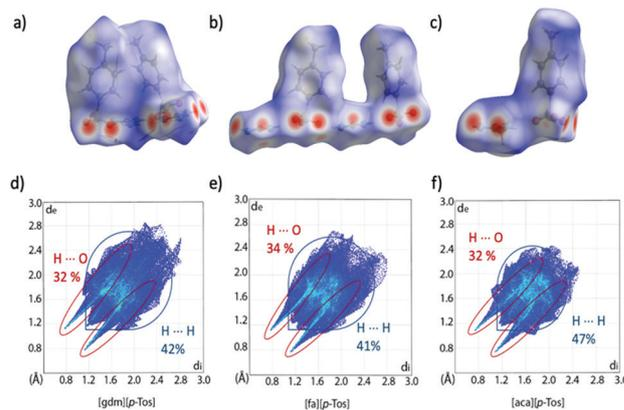 a)
b)
c)
d)
3.0
de
2.8
2.4
2.0
1.6
1.2
0.8
(Å)
H ··· O
32 %
H ··· H
42%
di
0.8 1.2 1.6 2.0 2.4 2.8 3.0
[gdm][p-Tos]
e)
3.0
de
2.8
2.4
2.0
1.6
1.2
0.8
(Å)
H ··· O
34 %
H ··· H
41%
di
0.8 1.2 1.6 2.0 2.4 2.8 3.0
[fa][p-Tos]
f)
3.0
de
2.8
2.4
2.0
1.6
1.2
0.8
(Å)
H ··· O
32 %
H ··· H
47%
di
0.8 1.2 1.6 2.0 2.4 2.8 3.0
[aca][p-Tos]